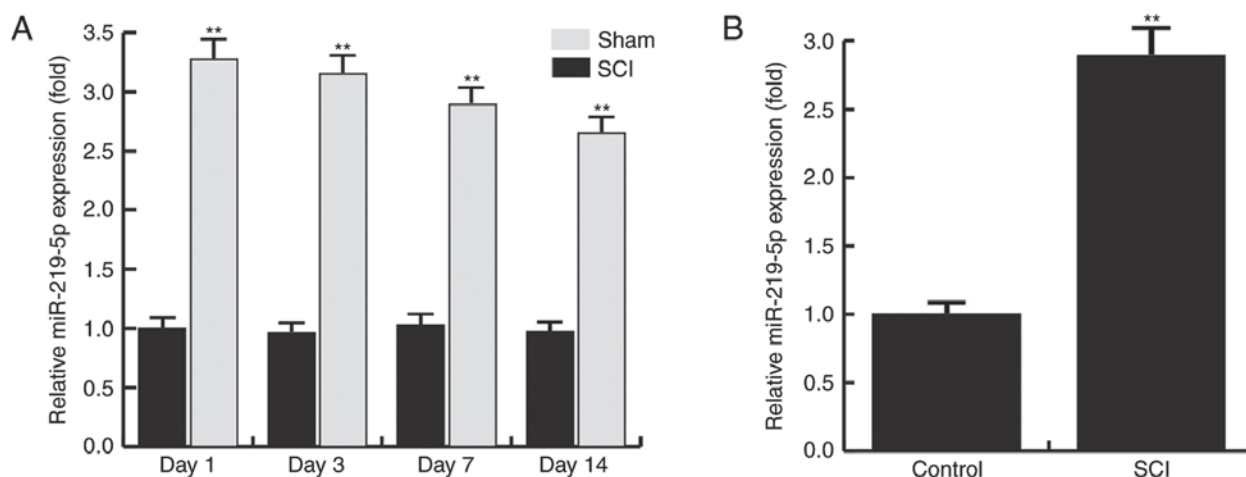 A
Relative miR-219-5p expression (fold)
3.5
3.0
2.5
2.0
1.5
1.0
0.5
0.0
**
**
**
**
Sham
SCI
Day 1
Day 3
Day 7
Day 14
B
Relative miR-219-5p expression (fold)
3.0
2.5
2.0
1.5
1.0
0.5
0.0
**
Control
SCI